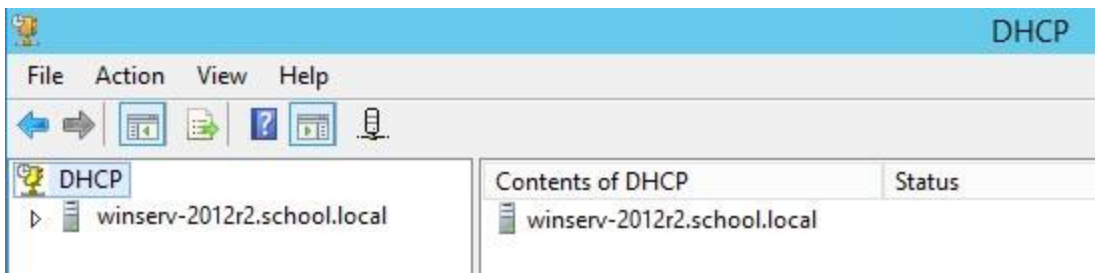 DHCP
File Action View Help
DHCP
winserv-2012r2.school.local
Contents of DHCP Status
winserv-2012r2.school.local